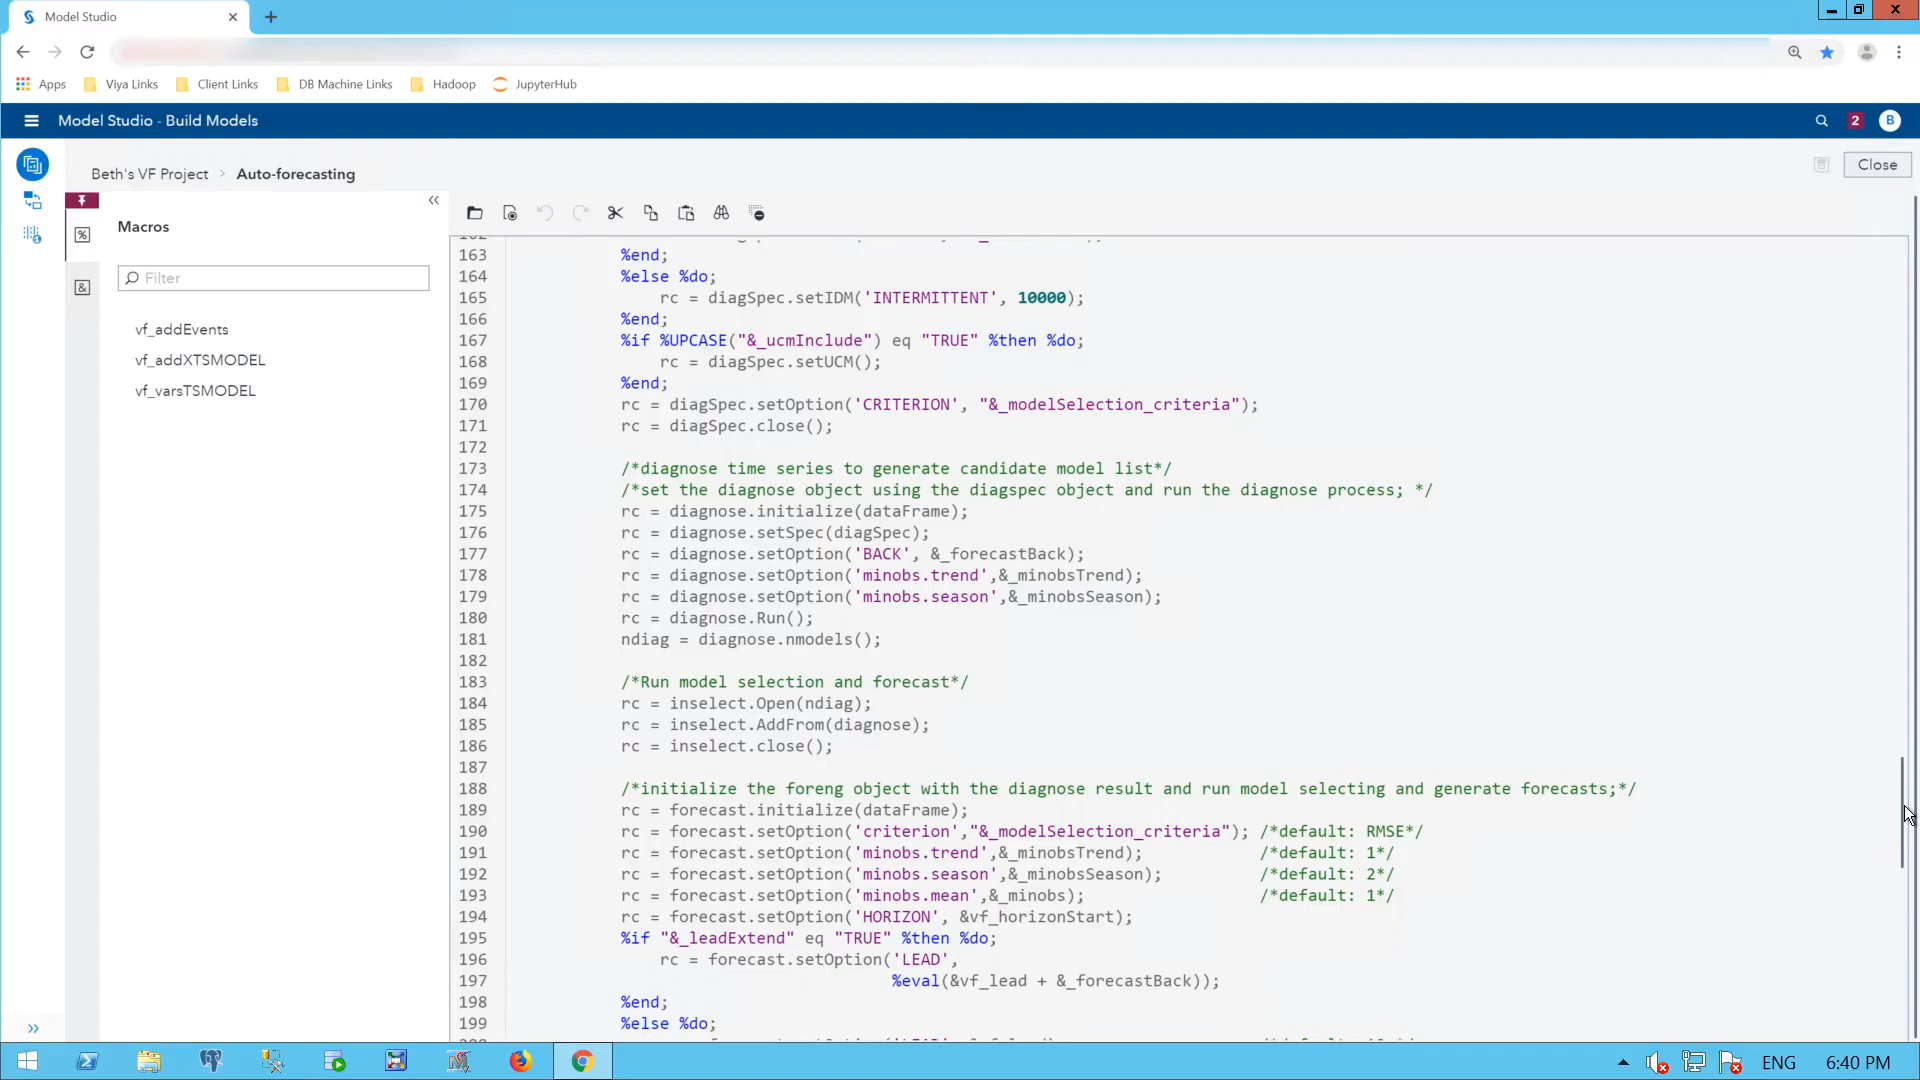 Model Studio
Apps
Viya Links
Client Links
DB Machine Links
Hadoop
JupyterHub
Model Studio - Build Models
2
B
Beth's VF Project > Auto-forecasting
Close
Macros
Filter
vf_addEvents
vf_addXTSMODEL
vf_varsTSMODEL
163 %end;
164 %else %do;
165 rc = diagSpec.setIDM('INTERMITTENT', 10000);
166 %end;
167 %if %UPCASE("&_ucmInclude") eq "TRUE" %then %do;
168 rc = diagSpec.setUCM();
169 %end;
170 rc = diagSpec.setOption('CRITERION', "&_modelSelection_criteria");
171 rc = diagSpec.close();
172
173 /*diagnose time series to generate candidate model list*/
174 /*set the diagnose object using the diagspec object and run the diagnose process; */
175 rc = diagnose.initialize(dataFrame);
176 rc = diagnose.setSpec(diagSpec);
177 rc = diagnose.setOption('BACK', &_forecastBack);
178 rc = diagnose.setOption('minobs.trend',&_minobsTrend);
179 rc = diagnose.setOption('minobs.season',&_minobsSeason);
180 rc = diagnose.Run();
181 ndiag = diagnose.nmodels();
182
183 /*Run model selection and forecast*/
184 rc = inselect.Open(ndiag);
185 rc = inselect.AddFrom(diagnose);
186 rc = inselect.close();
187
188 /*initialize the foreng object with the diagnose result and run model selecting and generate forecasts;*/
189 rc = forecast.initialize(dataFrame);
190 rc = forecast.setOption('criterion',"&_modelSelection_criteria"); /*default: RMSE*/
191 rc = forecast.setOption('minobs.trend',&_minobsTrend); /*default: 1*/
192 rc = forecast.setOption('minobs.season',&_minobsSeason); /*default: 2*/
193 rc = forecast.setOption('minobs.mean',&_minobs); /*default: 1*/
194 rc = forecast.setOption('HORIZON', &vf_horizonStart);
195 %if "&_leadExtend" eq "TRUE" %then %do;
196 rc = forecast.setOption('LEAD',
197 %eval(&vf_lead + &_forecastBack));
198 %end;
199 %else %do;
ENG
6:40 PM